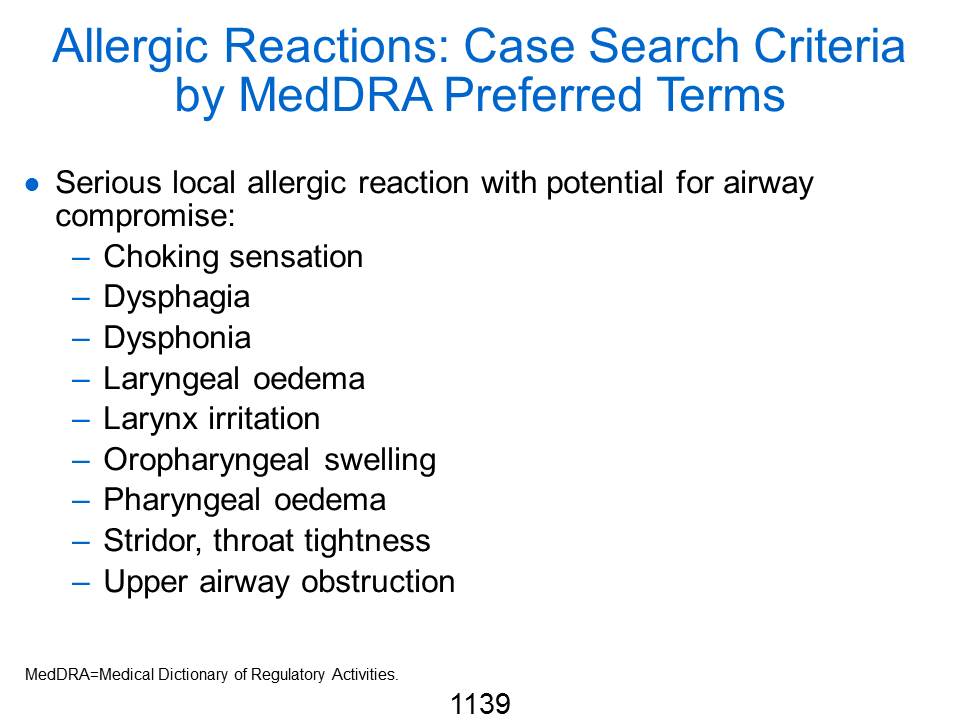 Allergic Reactions: Case Search Criteria
by MedDRA Preferred Terms
● Serious local allergic reaction with potential for airway
compromise:
– Choking sensation
– Dysphagia
– Dysphonia
– Laryngeal oedema
– Larynx irritation
– Oropharyngeal swelling
– Pharyngeal oedema
– Stridor, throat tightness
– Upper airway obstruction
MedDRA=Medical Dictionary of Regulatory Activities.
1139